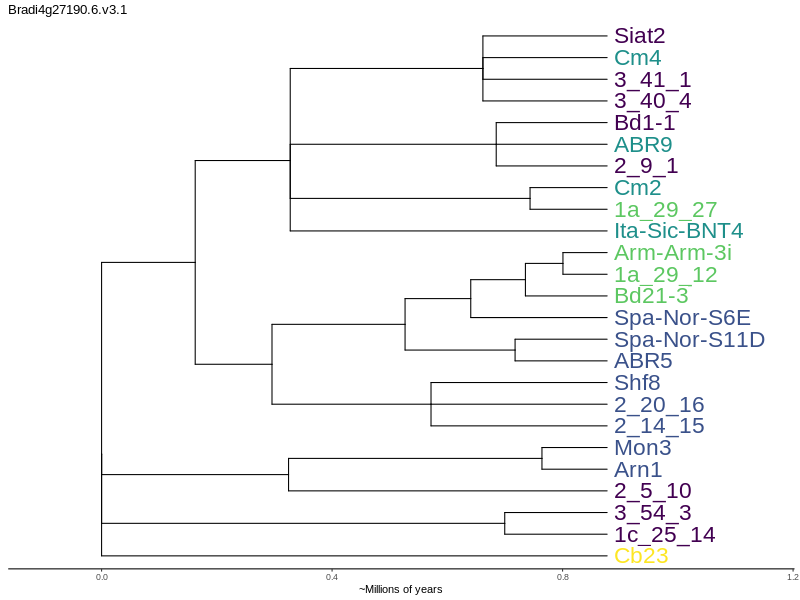 Bradi4g27190.6.v3.1
Siat2
Cm4
3_41_1
3_40_4
Bd1-1
ABR9
2_9_1
Cm2
1a_29_27
Ita-Sic-BNT4
Arm-Arm-3i
1a_29_12
Bd21-3
Spa-Nor-S6E
Spa-Nor-S11D
ABR5
Shf8
2_20_16
2_14_15
Mon3
Arn1
2_5_10
3_54_3
1c_25_14
Cb23
0.0 0.4 0.8 1.2
~Millions of years